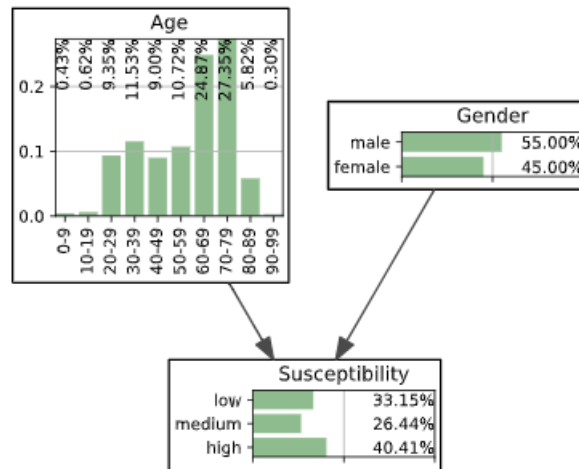 Age
0.43%
0.62%
9.35%
11.53%
9.00%
10.72%
24.87%
27.35%
5.82%
0.30%
0.2
0.1
0.0
0-9
10-19
20-29
30-39
40-49
50-59
60-69
70-79
80-89
90-99
Gender
male 55.00%
female 45.00%
Susceptibility
low 33.15%
medium 26.44%
high 40.41%